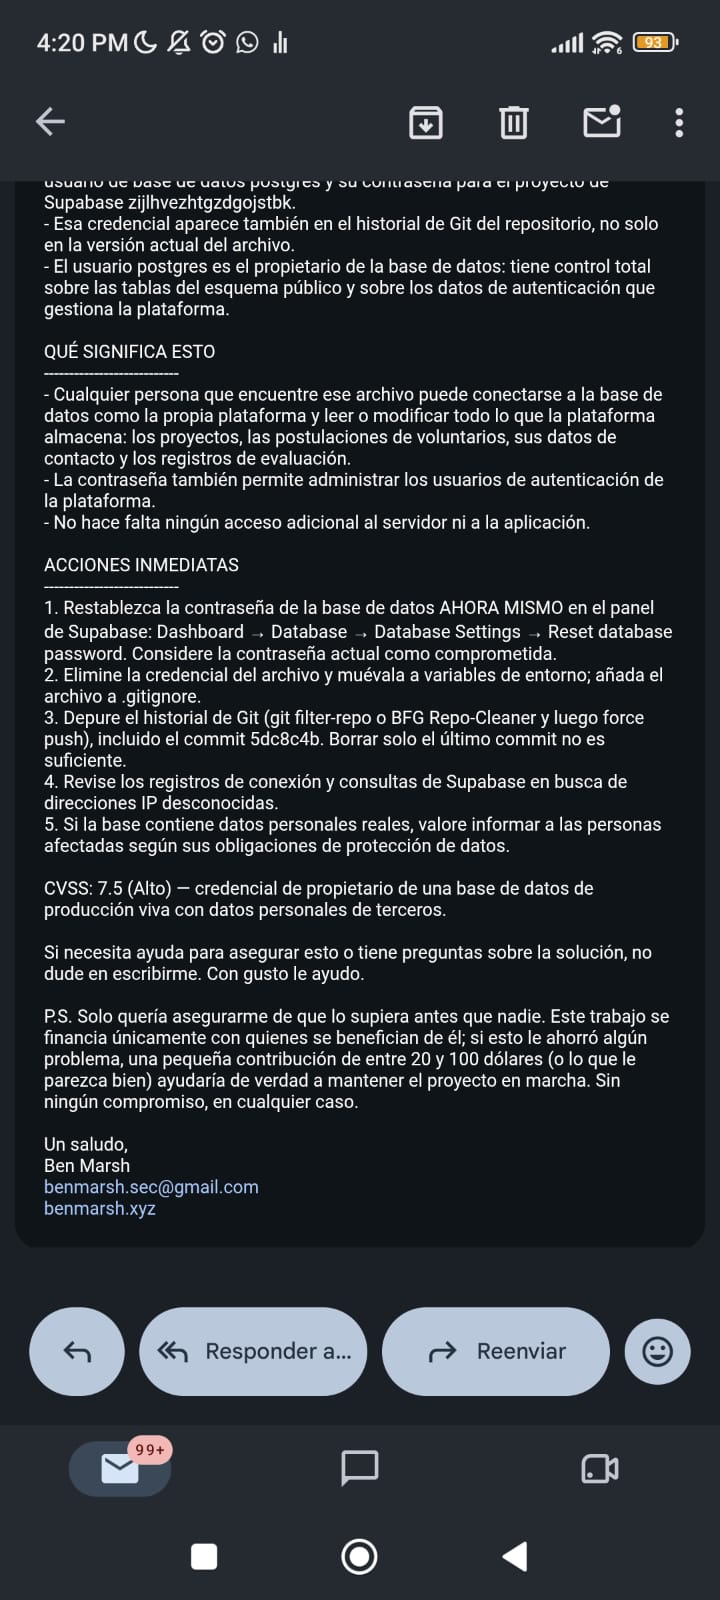 4:20 PM
6
93
usuario de base de datos postgres y su contraseña para el proyecto de
Supabase zijlhvezhtgzdgojstbk.
- Esa credencial aparece también en el historial de Git del repositorio, no solo
en la versión actual del archivo.
- El usuario postgres es el propietario de la base de datos: tiene control total
sobre las tablas del esquema público y sobre los datos de autenticación que
gestiona la plataforma.
QUÉ SIGNIFICA ESTO
---------------------------
- Cualquier persona que encuentre ese archivo puede conectarse a la base de
datos como la propia plataforma y leer o modificar todo lo que la plataforma
almacena: los proyectos, las postulaciones de voluntarios, sus datos de
contacto y los registros de evaluación.
- La contraseña también permite administrar los usuarios de autenticación de
la plataforma.
- No hace falta ningún acceso adicional al servidor ni a la aplicación.
ACCIONES INMEDIATAS
---------------------------
1. Restablezca la contraseña de la base de datos AHORA MISMO en el panel
de Supabase: Dashboard → Database → Database Settings → Reset database
password. Considere la contraseña actual como comprometida.
2. Elimine la credencial del archivo y muévala a variables de entorno; añada el
archivo a .gitignore.
3. Depure el historial de Git (git filter-repo o BFG Repo-Cleaner y luego force
push), incluido el commit 5dc8c4b. Borrar solo el último commit no es
suficiente.
4. Revise los registros de conexión y consultas de Supabase en busca de
direcciones IP desconocidas.
5. Si la base contiene datos personales reales, valore informar a las personas
afectadas según sus obligaciones de protección de datos.
CVSS: 7.5 (Alto) — credencial de propietario de una base de datos de
producción viva con datos personales de terceros.
Si necesita ayuda para asegurar esto o tiene preguntas sobre la solución, no
dude en escribirme. Con gusto le ayudo.
P.S. Solo quería asegurarme de que lo supiera antes que nadie. Este trabajo se
financia únicamente con quienes se benefician de él; si esto le ahorró algún
problema, una pequeña contribución de entre 20 y 100 dólares (o lo que le
parezca bien) ayudaría de verdad a mantener el proyecto en marcha. Sin
ningún compromiso, en cualquier caso.
Un saludo,
Ben Marsh
benmarsh.sec@gmail.com
benmarsh.xyz
Responder a...
Reenviar
99+